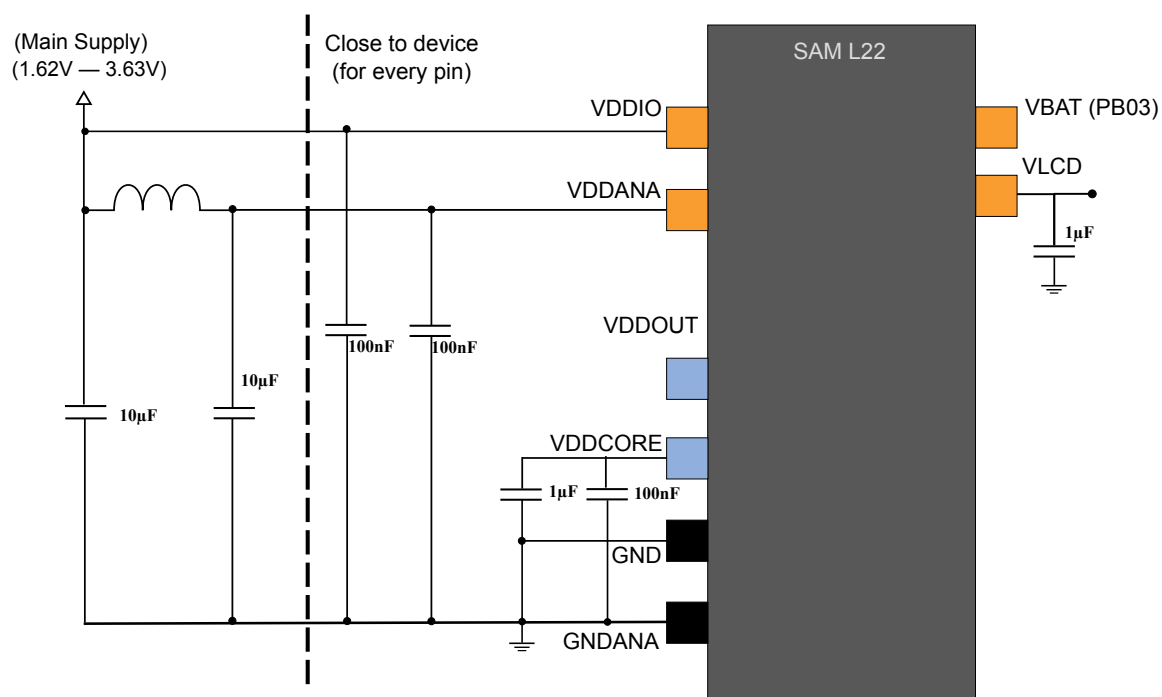 (Main Supply)
(1.62V — 3.63V)
Close to device
(for every pin)
SAM L22
VDDIO
VBAT (PB03)
VDDANA
VLCD
1µF
VDDOUT
100nF
100nF
10µF
10µF
VDDCORE
1µF
100nF
GND
GNDANA